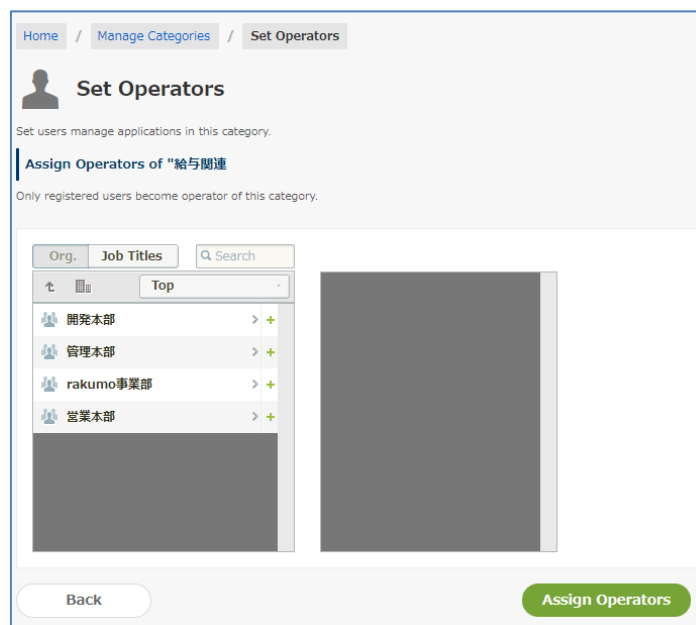 Home / Manage Categories / Set Operators
Set Operators
Set users manage applications in this category.
Assign Operators of "給与関連
Only registered users become operator of this category.
Org. Job Titles Search
Top
開発本部
管理本部
rakumo事業部
営業本部
Back Assign Operators